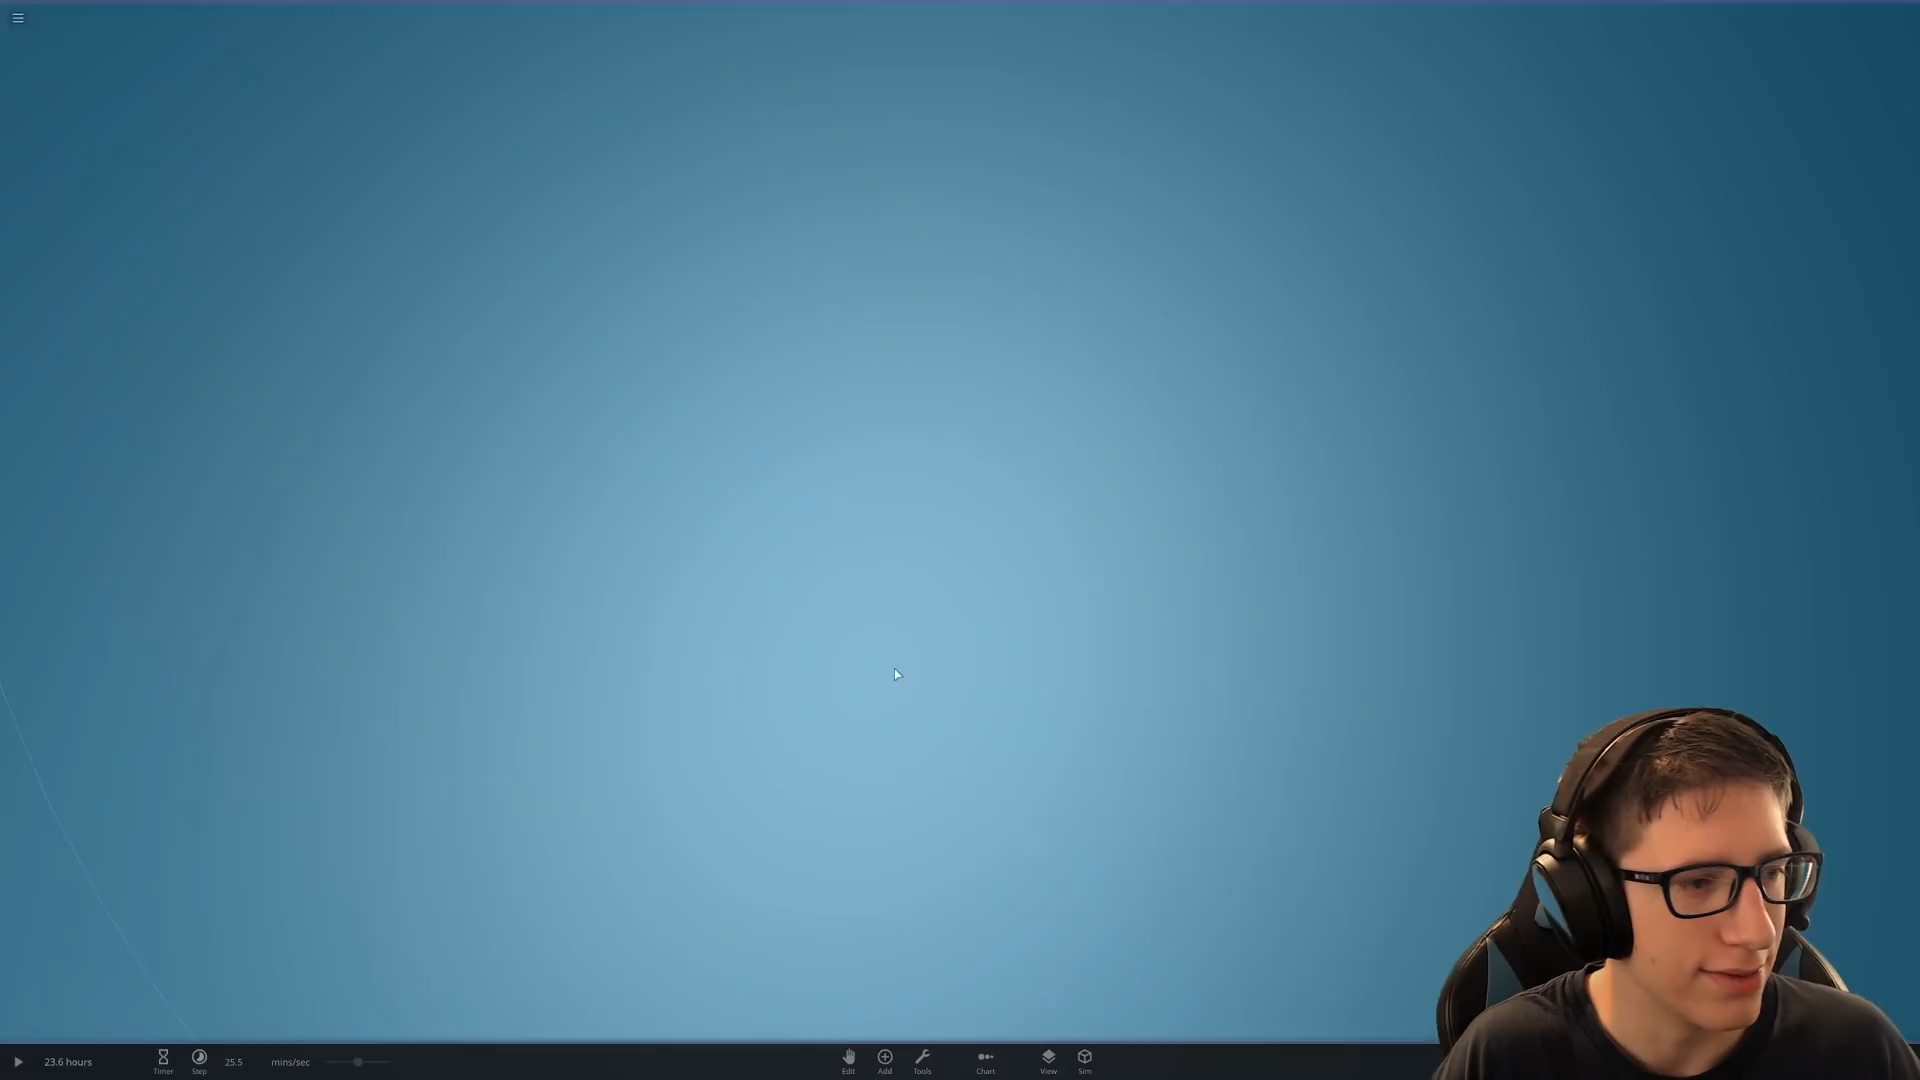 23.6 hours
Timer
Step
25.5
mins/sec
Edit
Add
Tools
Chart
View
Sim